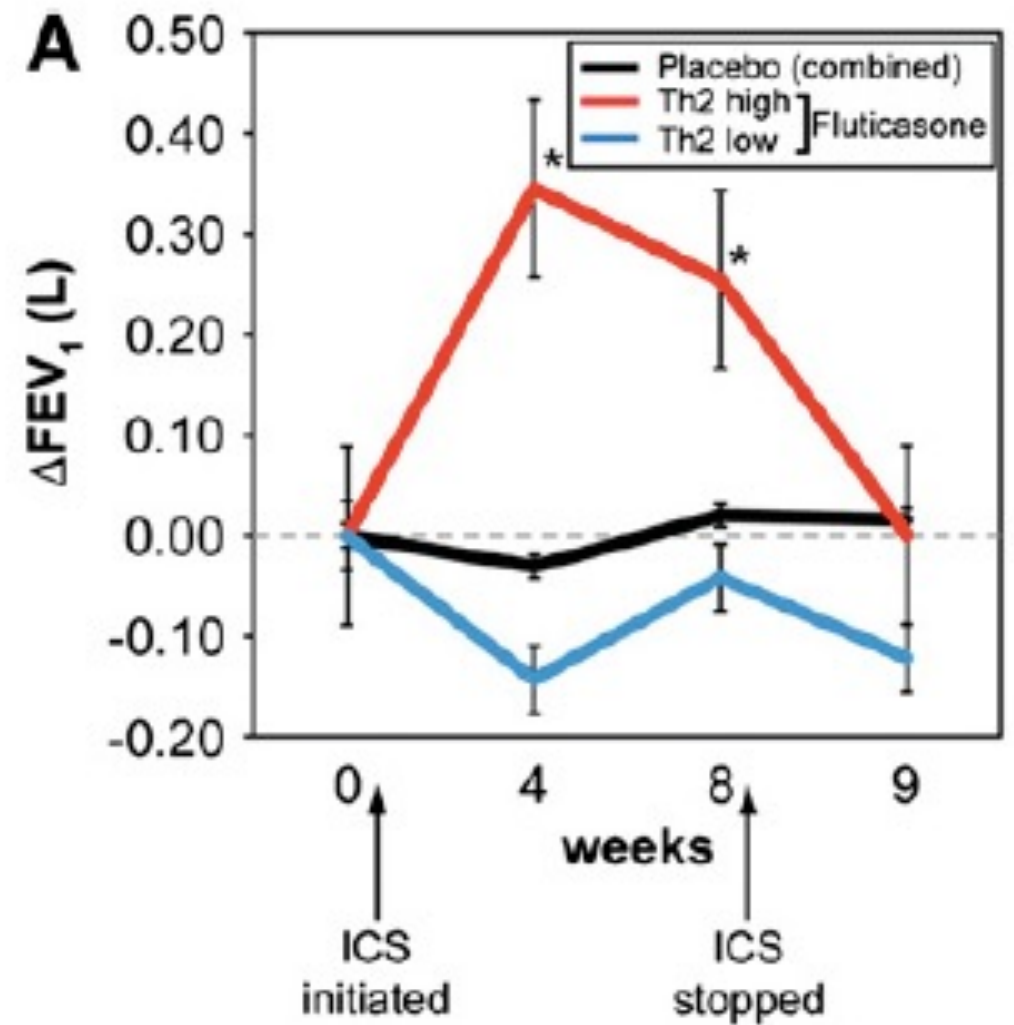 A
0.50
0.40
0.30
0.20
0.10
0.00
-0.10
-0.20
ΔFEV₁ (L)
Placebo (combined)
Th2 high
Th2 low
Fluticasone
*
*
0 4 8 9
weeks
ICS
initiated
ICS
stopped